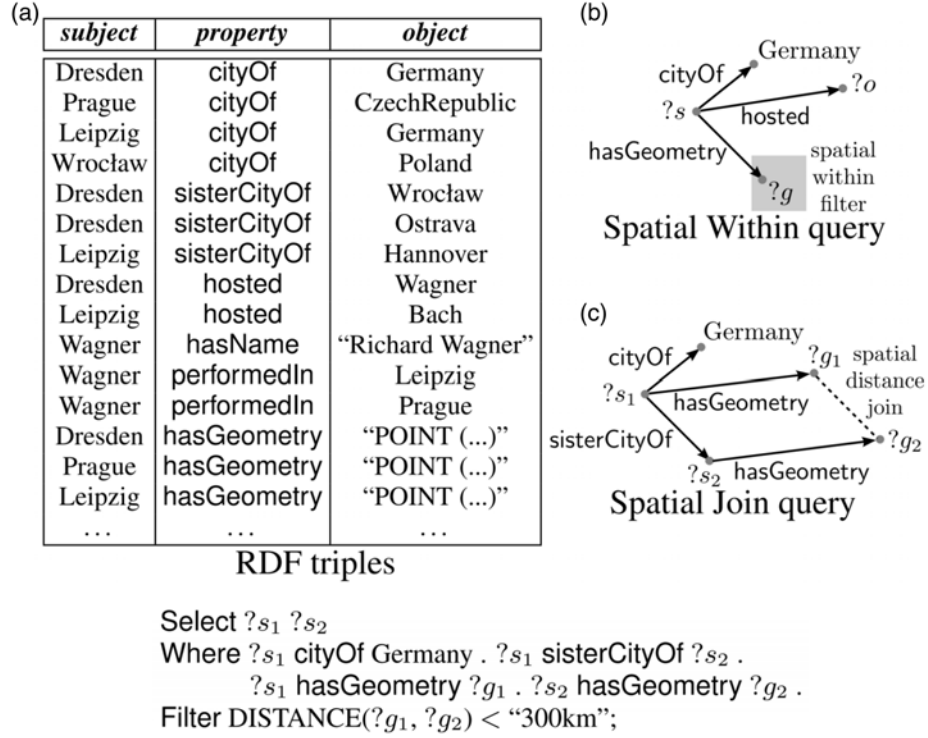 (a)
subject property object
Dresden cityOf Germany
Prague cityOf CzechRepublic
Leipzig cityOf Germany
Wrocław cityOf Poland
Dresden sisterCityOf Wrocław
Dresden sisterCityOf Ostrava
Leipzig sisterCityOf Hannover
Dresden hosted Wagner
Leipzig hosted Bach
Wagner hasName “Richard Wagner”
Wagner performedIn Leipzig
Wagner performedIn Prague
Dresden hasGeometry “POINT (...)”
Prague hasGeometry “POINT (...)”
Leipzig hasGeometry “POINT (...)”
... ... ...
RDF triples
(b)
Germany
cityOf
?o
?s
hosted
hasGeometry
spatial
within
filter
?g
Spatial Within query
(c)
Germany
cityOf
?g₁
spatial
distance
join
?s₁
hasGeometry
sisterCityOf
?g₂
?s₂
hasGeometry
Spatial Join query
Select ?s₁ ?s₂
Where ?s₁ cityOf Germany . ?s₁ sisterCityOf ?s₂ .
?s₁ hasGeometry ?g₁ . ?s₂ hasGeometry ?g₂ .
Filter DISTANCE(?g₁, ?g₂) < “300km”;